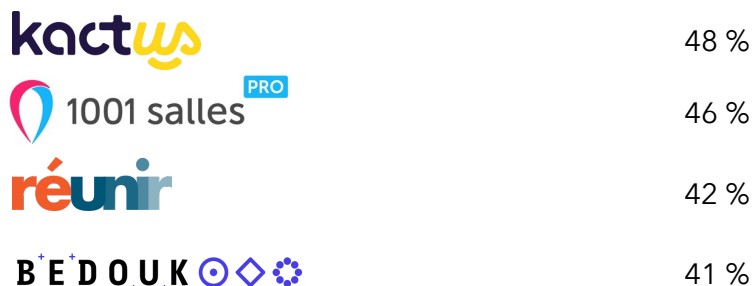 kactus 48 %
1001 salles PRO 46 %
réunir 42 %
BEDOUK 41 %